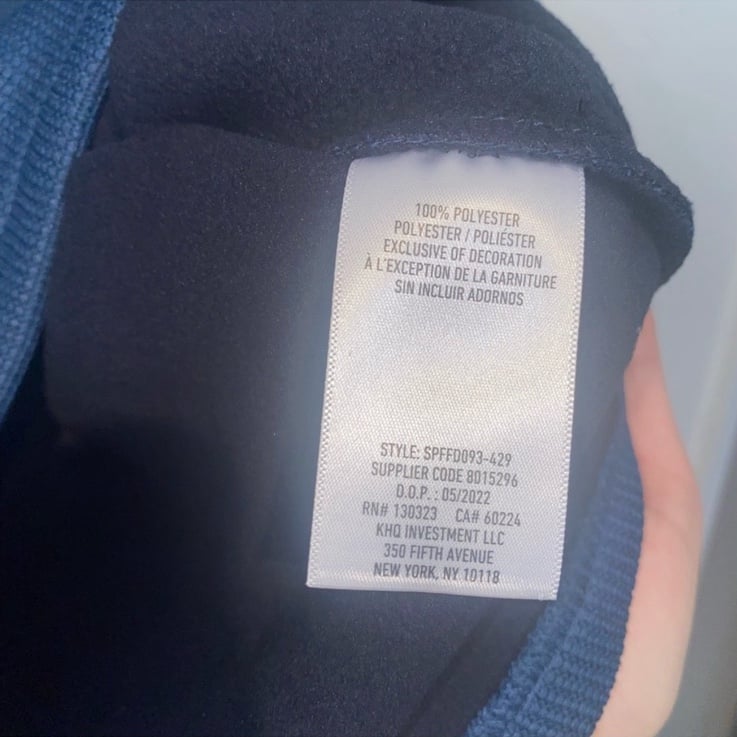 100% POLYESTER
POLYESTER / POLIÉSTER
EXCLUSIVE OF DECORATION
À L'EXCEPTION DE LA GARNITURE
SIN INCLUIR ADORNOS
STYLE: SPFFD093-429
SUPPLIER CODE 8D15296
D.O.P. : 05/2022
RN# 130323 CA# 60224
KHQ INVESTMENT LLC
350 FIFTH AVENUE
NEW YORK, NY 10118